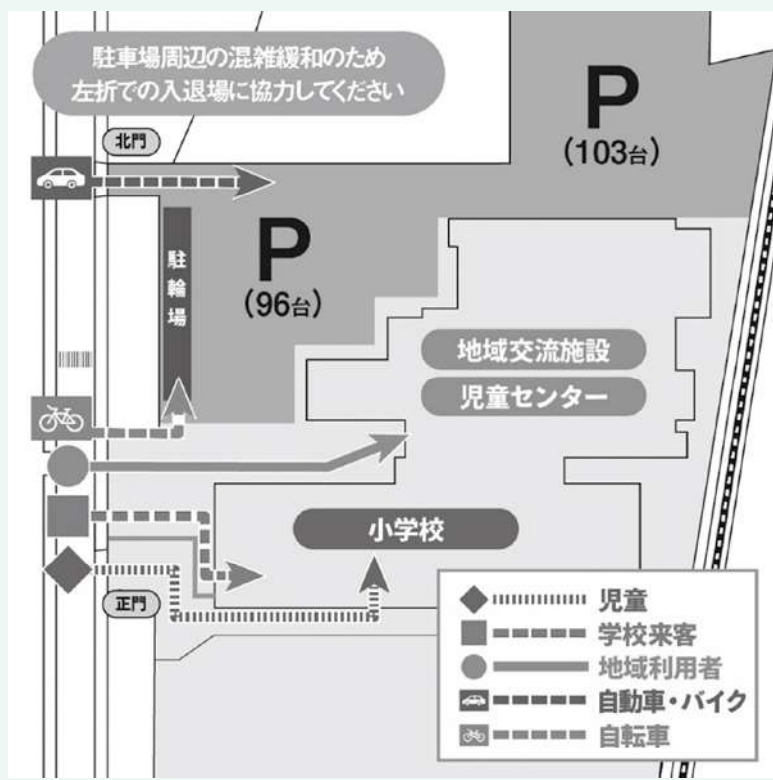 駐車場周辺の混雑緩和のため
左折での入退場に協力してください
北門
P
(103台)
P
(96台)
駐輪場
地域交流施設
児童センター
小学校
正門
児童
学校来客
地域利用者
自動車・バイク
自転車